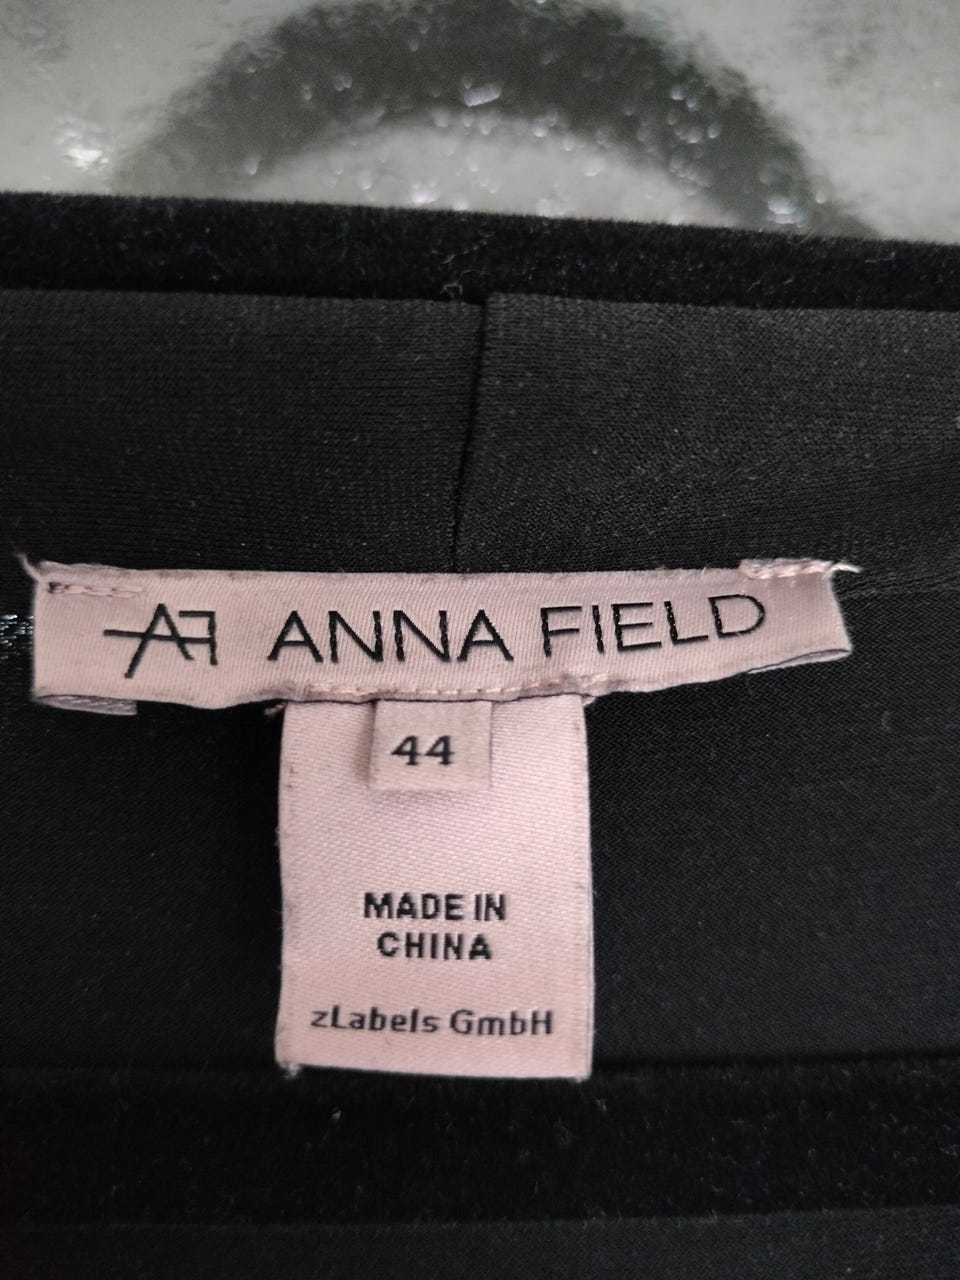 AF ANNA FIELD
44
MADE IN
CHINA
zLabels GmbH